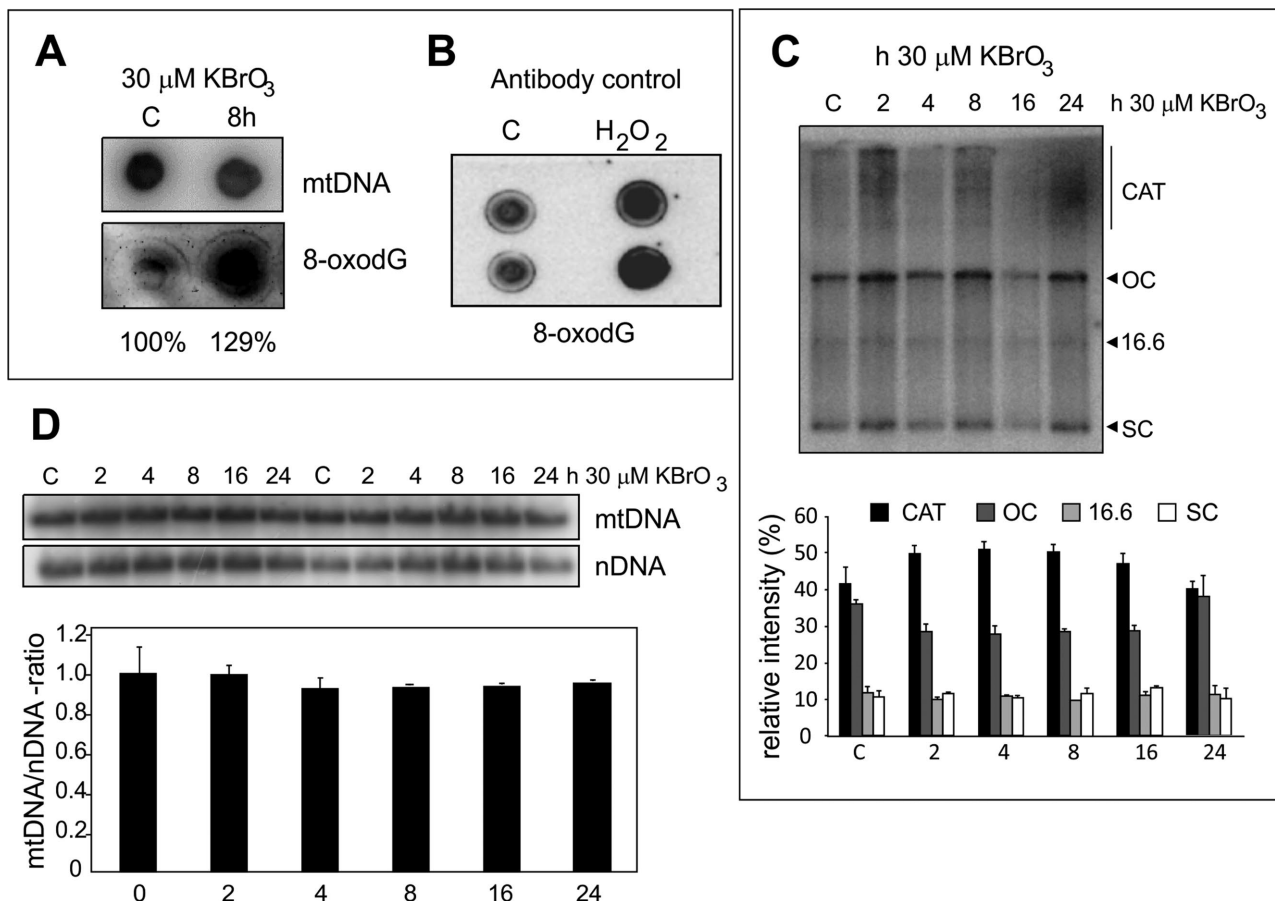 A
30 μM KBrO3
C 8h
mtDNA
8-oxodG
100% 129%
B
Antibody control
C H2O2
8-oxodG
C
h 30 μM KBrO3
C 2 4 8 16 24 h 30 μM KBrO3
CAT
OC
16.6
SC
CAT OC 16.6 SC
relative intensity (%)
60
50
40
30
20
10
0
C 2 4 8 16 24
D
C 2 4 8 16 24 C 2 4 8 16 24 h 30 μM KBrO3
mtDNA
nDNA
mtDNA/nDNA -ratio
1.2
1.0
0.8
0.6
0.4
0.2
0
0 2 4 8 16 24